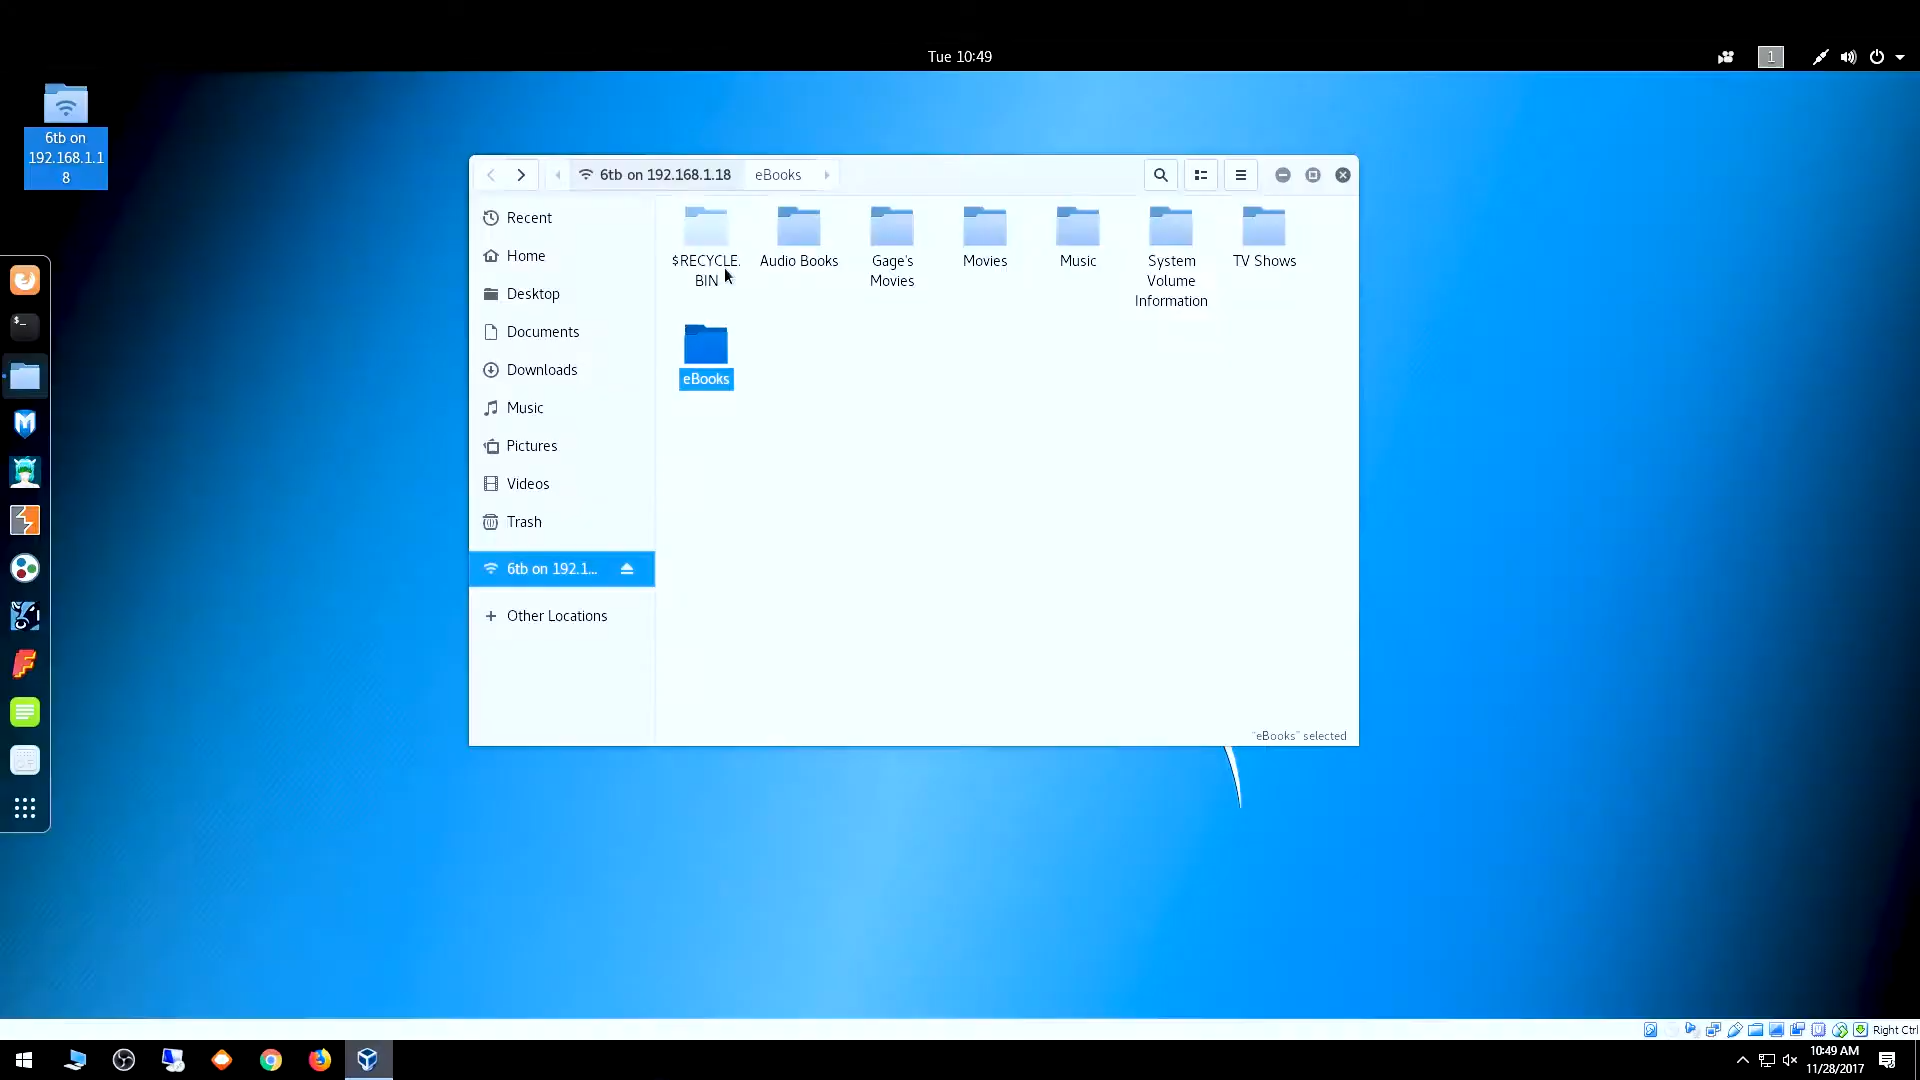 Tue 10:49
1
6tb on
192.168.1.1
8
6tb on 192.168.1.18
eBooks
Recent
Home
Desktop
Documents
Downloads
Music
Pictures
Videos
Trash
6tb on 192.1...
Other Locations
$RECYCLE.
BIN
Audio Books
Gage's
Movies
Movies
Music
System
Volume
Information
TV Shows
eBooks
"eBooks" selected
Right Ctrl
10:49 AM
11/28/2017